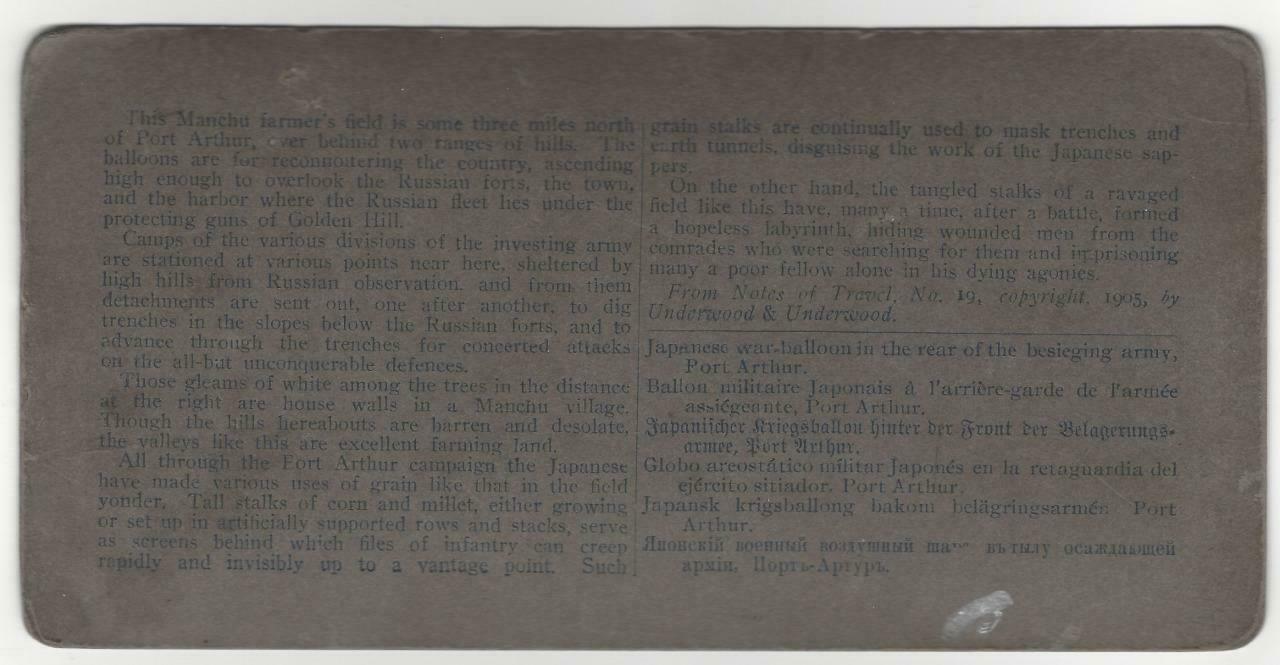 This Manchu farmer's field is some three miles north
of Port Arthur, over behind two ranges of hills. The
balloons are for reconnoitering the country, ascending
high enough to overlook the Russian forts, the town,
and the harbor where the Russian fleet lies under the
protecting guns of Golden Hill.
Camps of the various divisions of the investing army
are stationed at various points near here, sheltered by
high hills from Russian observation, and from them
detachments are sent out, one after another, to dig
trenches in the slopes below the Russian forts, and to
advance through the trenches for concerted attacks
on the all-but unconquerable defences.
Those gleams of white among the trees in the distance
at the right are house walls in a Manchu village.
Though the hills hereabouts are barren and desolate,
the valleys like this are excellent farming land.
All through the Port Arthur campaign the Japanese
have made various uses of grain like that in the field
yonder. Tall stalks of corn and millet, either growing
or set up in artificially supported rows and stacks, serve
as screens behind which files of infantry can creep
rapidly and invisibly up to a vantage point. Such
grain stalks are continually used to mask trenches and
earth tunnels, disguising the work of the Japanese sap-
pers.
On the other hand, the tangled stalks of a ravaged
field like this have, many a time, after a battle, formed
a hopeless labyrinth, hiding wounded men from the
comrades who were searching for them and imprisoning
many a poor fellow alone in his dying agonies.
From Notes of Travel, No. 19, copyright, 1905, by
Underwood & Underwood.
Japanese war-balloon in the rear of the besieging army,
Port Arthur.
Ballon militaire Japonais à l'arrière-garde de l'armée
assiégeante, Port Arthur.
Japanischer Kriegsballon hinter der Front der Belagerungs-
armee, Port Arthur.
Globo areostático militar Japonés en la retaguardia del
ejército sitiador, Port Arthur.
Japansk krigsballong bakom belägringsarmén Port
Arthur.
Японскій военный воздушный въ тылу осаждающей
арміи, Портъ-Артуръ.